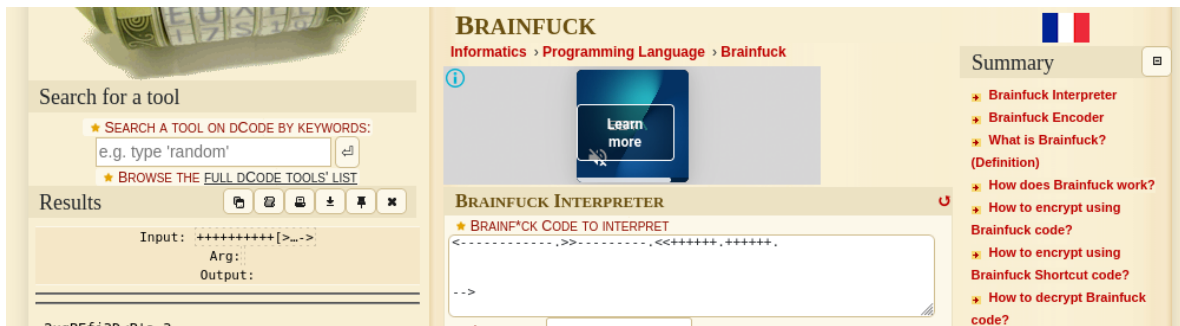 BRAINFUCK
Informatics › Programming Language › Brainfuck
Learn
more
Search for a tool
★ SEARCH A TOOL ON DCODE BY KEYWORDS:
e.g. type 'random'
★ BROWSE THE FULL DCODE TOOLS' LIST
Results
Input: ++++++++++[>…->
Arg:
Output:
BRAINFUCK INTERPRETER
★ BRAINF*CK CODE TO INTERPRET
<------------.>>---------.<<++++++.++++++.
-->
Summary
Brainfuck Interpreter
Brainfuck Encoder
What is Brainfuck?
(Definition)
How does Brainfuck work?
How to encrypt using
Brainfuck code?
How to encrypt using
Brainfuck Shortcut code?
How to decrypt Brainfuck
code?